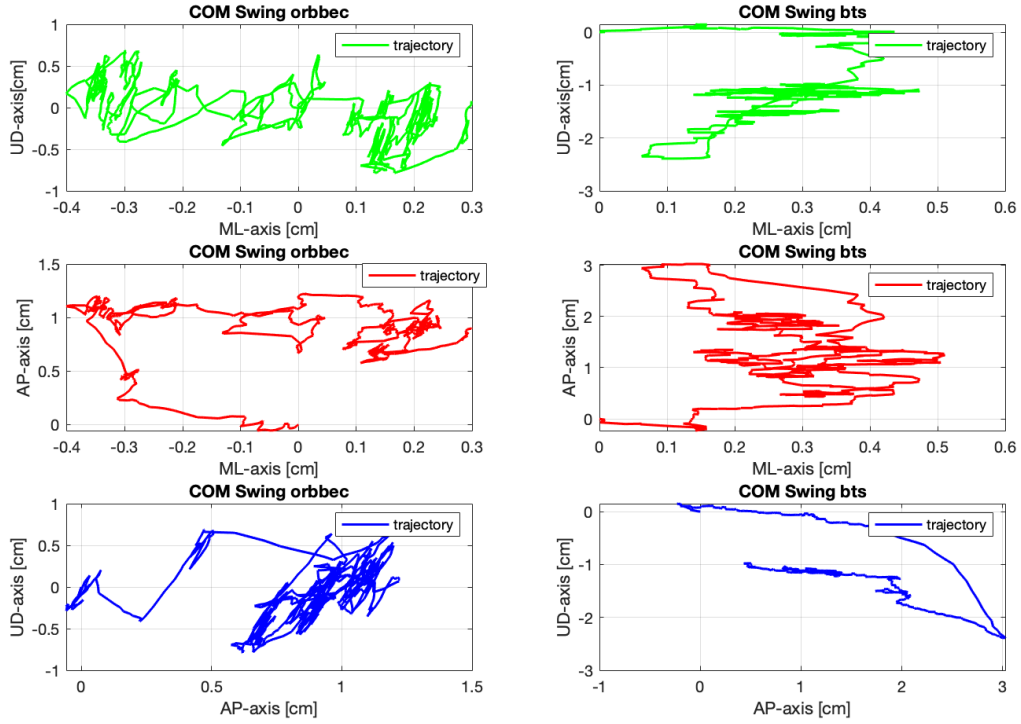 COM Swing orbbec
1
0.5
0
-0.5
-1
UD-axis[cm]
trajectory
-0.4 -0.3 -0.2 -0.1 0 0.1 0.2 0.3
ML-axis [cm]
COM Swing bts
0
-1
-2
-3
UD-axis[cm]
trajectory
0 0.1 0.2 0.3 0.4 0.5 0.6
ML-axis [cm]
COM Swing orbbec
1.5
1
0.5
0
AP-axis [cm]
trajectory
-0.4 -0.3 -0.2 -0.1 0 0.1 0.2 0.3
ML-axis [cm]
COM Swing bts
3
2
1
0
AP-axis [cm]
trajectory
0 0.1 0.2 0.3 0.4 0.5 0.6
ML-axis [cm]
COM Swing orbbec
1
0.5
0
-0.5
-1
UD-axis [cm]
trajectory
0 0.5 1 1.5
AP-axis [cm]
COM Swing bts
0
-1
-2
-3
UD-axis [cm]
trajectory
-1 0 1 2 3
AP-axis [cm]